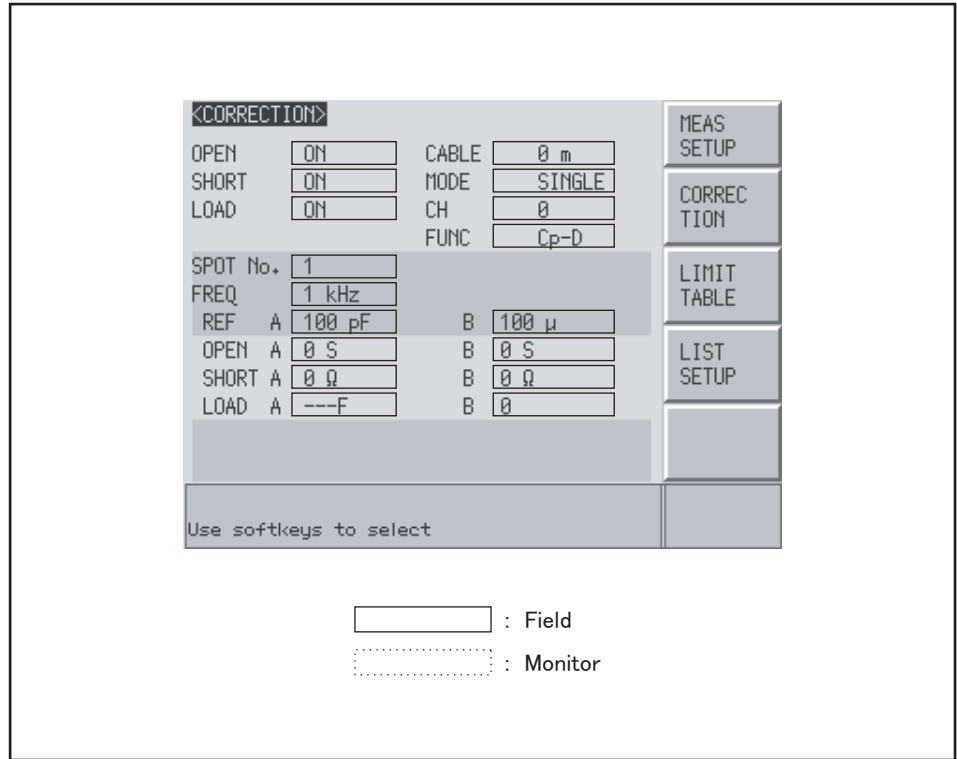 <CORRECTION>
OPEN ON CABLE 0 m
SHORT ON MODE SINGLE
LOAD ON CH 0
FUNC Cp-D
SPOT No. 1
FREQ 1 kHz
REF A 100 pF B 100 μ
OPEN A 0 S B 0 S
SHORT A 0 Ω B 0 Ω
LOAD A ---F B 0
MEAS
SETUP
CORREC
TION
LIMIT
TABLE
LIST
SETUP
Use softkeys to select
: Field
: Monitor